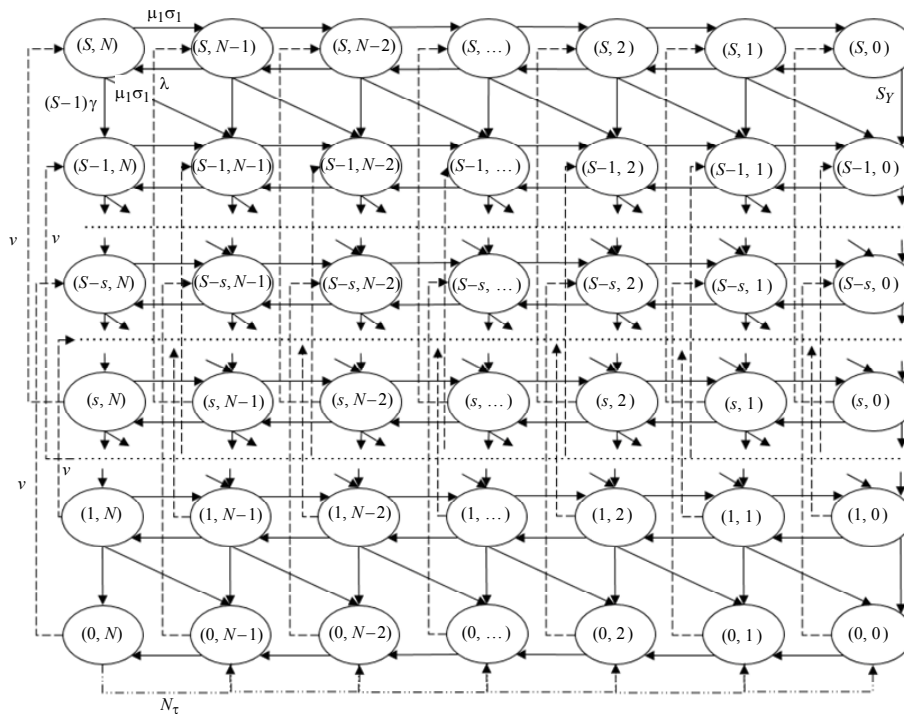 μ₁σ₁
(S, N) (S, N−1) (S, N−2) (S, ...) (S, 2) (S, 1) (S, 0)
(S−1)γ μ₁σ₁ λ Sγ
(S−1, N) (S−1, N−1) (S−1, N−2) (S−1, ...) (S−1, 2) (S−1, 1) (S−1, 0)
ν ν
(S−s, N) (S−s, N−1) (S−s, N−2) (S−s, ...) (S−s, 2) (S−s, 1) (S−s, 0)
(s, N) (s, N−1) (s, N−2) (s, ...) (s, 2) (s, 1) (s, 0)
ν ν
(1, N) (1, N−1) (1, N−2) (1, ...) (1, 2) (1, 1) (1, 0)
(0, N) (0, N−1) (0, N−2) (0, ...) (0, 2) (0, 1) (0, 0)
Nτ